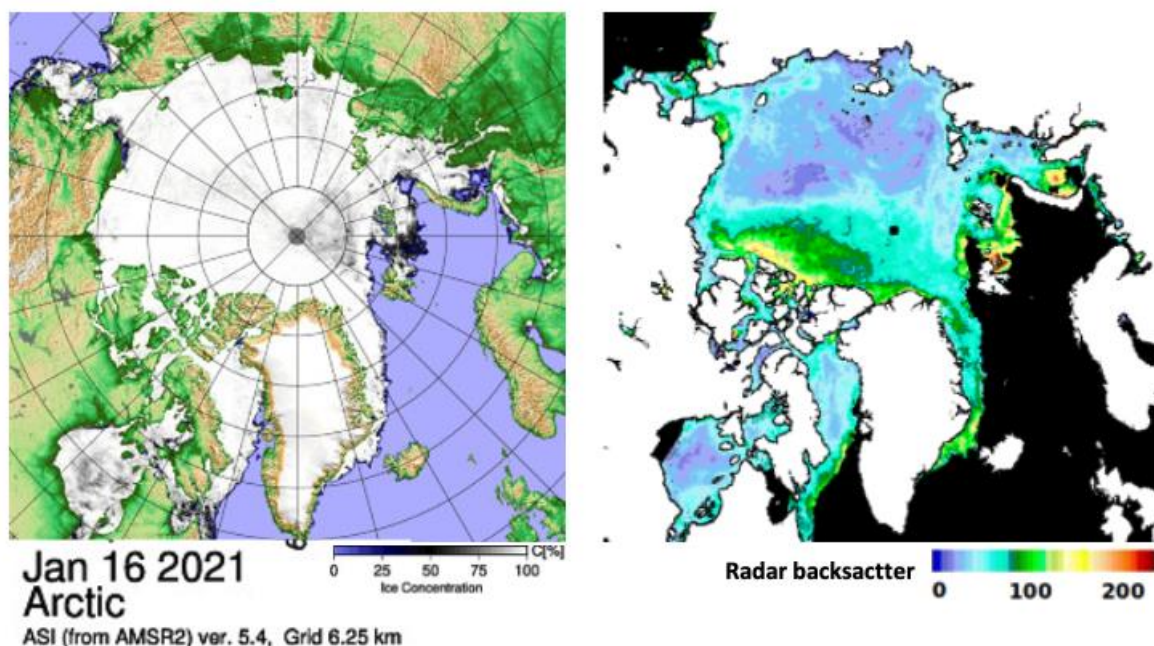 Jan 16 2021
Arctic
ASI (from AMSR2) ver. 5.4, Grid 6.25 km
C[%]
0 25 50 75 100
Ice Concentration
Radar backsactter
0 100 200